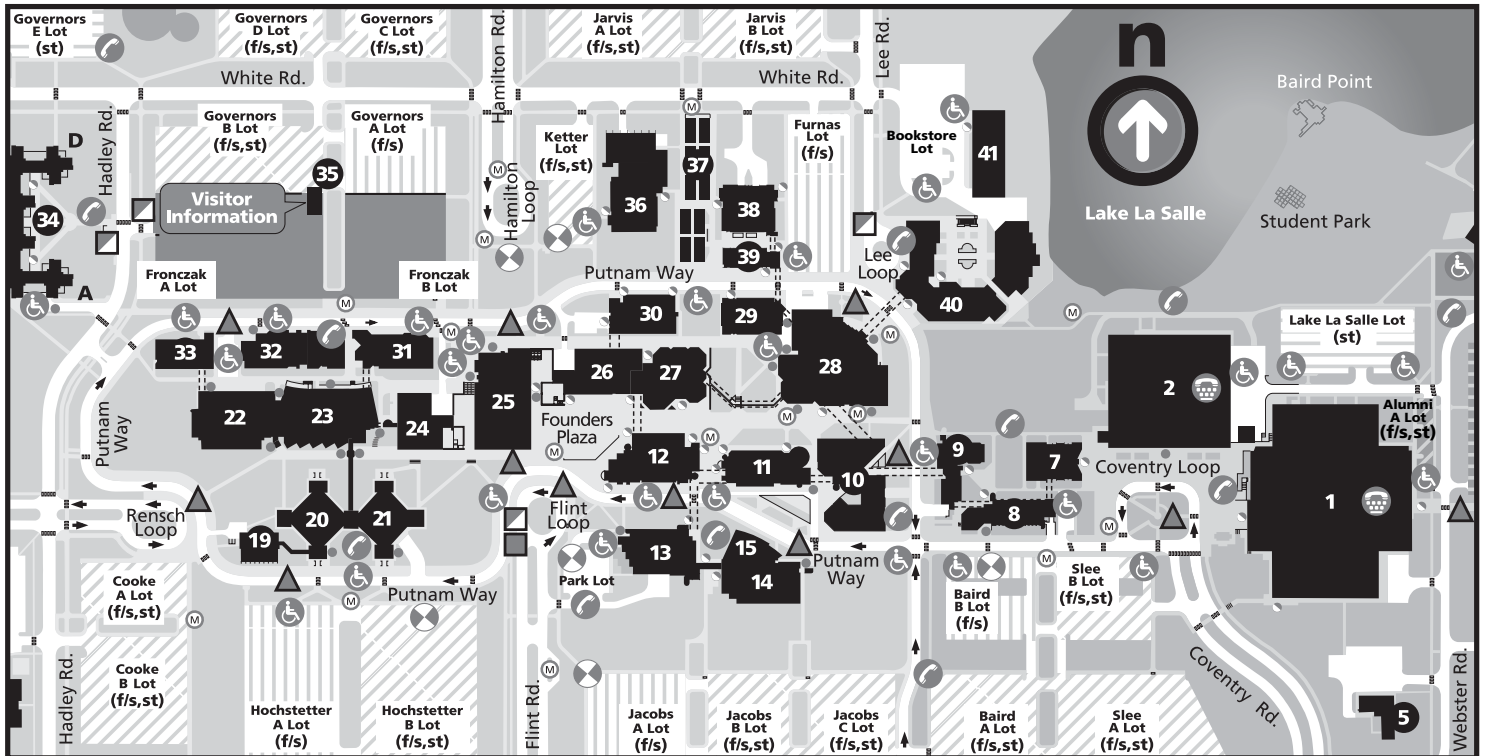 Governors
E Lot
(st)
Governors
D Lot
(f/s,st)
Governors
C Lot
(f/s,st)
Hamilton Rd.
Jarvis
A Lot
(f/s,st)
Jarvis
B Lot
(f/s,st)
Lee Rd.
n
White Rd.
White Rd.
Baird Point
Hadley Rd.
Governors
B Lot
(f/s,st)
Governors
A Lot
(f/s)
Ketter
Lot
(f/s,st)
M
Furnas
Lot
(f/s)
Bookstore
Lot
41
D
35
37
M
Hamilton
Loop
Visitor
Information
36
38
Lake La Salle
Student Park
34
M
M
39
Lee
Loop
A
Fronczak
A Lot
Fronczak
B Lot
Putnam Way
40
M
M
30
29
M
Lake La Salle Lot
(st)
33
32
31
M
28
26
27
2
22
23
24
25
Founders
Plaza
M
M
M
M
Alumni
A Lot
(f/s,st)
Putnam
Way
12
11
10
9
7
Coventry Loop
1
Rensch
Loop
20
21
Flint
Loop
8
M
19
13
15
14
Putnam
Way
M
Cooke
A Lot
(f/s,st)
Park Lot
Baird
B Lot
(f/s)
Slee
B Lot
(f/s,st)
Putnam Way
M
M
Cooke
B Lot
(f/s,st)
Hadley Rd.
Hochstetter
A Lot
(f/s)
Hochstetter
B Lot
(f/s,st)
Flint Rd.
M
Jacobs
A Lot
(f/s)
Jacobs
B Lot
(f/s,st)
Jacobs
C Lot
(f/s,st)
Baird
A Lot
(f/s,st)
Slee
A Lot
(f/s,st)
Coventry Rd.
5
Webster Rd.